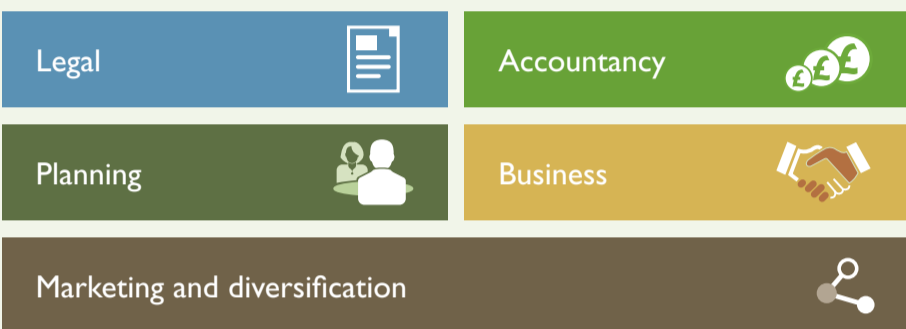 Legal
Accountancy
£ £ £
Planning
Business
Marketing and diversification